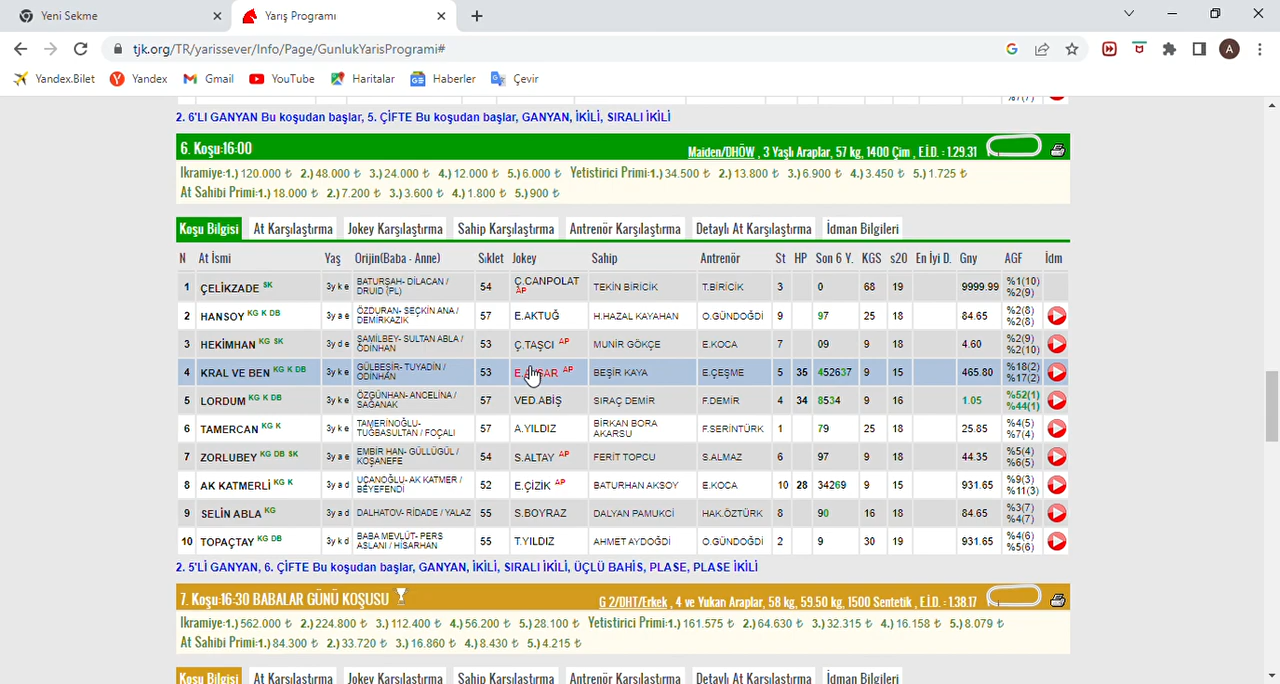 Yeni Sekme
Yarış Programı
tjk.org/TR/yarissever/Info/Page/GunlukYarisProgrami#
A
Yandex.Bilet Yandex Gmail YouTube Haritalar Haberler Çevir
%7(7)
2. 6'LI GANYAN Bu koşudan başlar, 5. ÇİFTE Bu koşudan başlar, GANYAN, İKİLİ, SIRALI İKİLİ
6. Koşu:16:00 Maiden/DHÖW , 3 Yaşlı Araplar, 57 kg, 1400 Çim , E.İ.D. : 1.29.31
İkramiye:1.) 120.000 ₺ 2.) 48.000 ₺ 3.) 24.000 ₺ 4.) 12.000 ₺ 5.) 6.000 ₺ Yetistirici Primi:1.) 34.500 ₺ 2.) 13.800 ₺ 3.) 6.900 ₺ 4.) 3.450 ₺ 5.) 1.725 ₺
At Sahibi Primi:1.) 18.000 ₺ 2.) 7.200 ₺ 3.) 3.600 ₺ 4.) 1.800 ₺ 5.) 900 ₺
Koşu Bilgisi At Karşılaştırma Jokey Karşılaştırma Sahip Karşılaştırma Antrenör Karşılaştırma Detaylı At Karşılaştırma İdman Bilgileri
N At İsmi Yaş Orijin(Baba - Anne) Sıklet Jokey Sahip Antrenör St HP Son 6 Y. KGS s20 En İyi D. Gny AGF İdm
1 ÇELİKZADE SK 3y k e BATURŞAH- DİLACAN / DRUID (PL) 54 Ç.CANPOLAT AP TEKİN BİRİCİK T.BİRİCİK 3 0 68 19 9999.99 %1(10) %2(9)
2 HANSOY KG K DB 3y a e ÖZDURAN- SEÇKİN ANA / DEMİRKAZIK 57 E.AKTUĞ H.HAZAL KAYAHAN O.GÜNDOĞDİ 9 97 25 18 84.65 %2(8) %2(8)
3 HEKİMHAN KG SK 3y d e ŞAMİLBEY- SULTAN ABLA / ODİNHAN 53 Ç.TAŞCI AP MUNİR GÖKÇE E.KOCA 7 09 9 18 4.60 %2(9) %2(10)
4 KRAL VE BEN KG K DB 3y k e GÜLBEŞİR- TUYADİN / ODİNHAN 53 AP BEŞİR KAYA E.ÇEŞME 5 35 452637 9 15 465.80 %18(2) %17(2)
5 LORDUM KG K DB 3y k e ÖZGÜNHAN- ANCELİNA / SAĞANAK 57 VED.ABİŞ SIRAÇ DEMİR F.DEMİR 4 34 8534 9 16 1.05 %52(1) %44(1)
6 TAMERCAN KG K 3y k e TAMERİNOĞLU- TUĞBASULTAN / FOÇALI 57 A.YILDIZ BİRKAN BORA AKARSU F.SERİNTÜRK 1 79 25 18 25.85 %4(5) %7(4)
7 ZORLUBEY KG DB SK 3y a e EMBİR HAN- GÜLLÜGÜL / KOŞANEFE 54 S.ALTAY AP FERİT TOPCU S.ALMAZ 6 97 9 18 44.35 %5(4) %6(5)
8 AK KATMERLİ KG K 3y a d UÇANOĞLU- AK KATMER / BEYEFENDİ 52 E.ÇİZİK AP BATURHAN AKSOY E.KOCA 10 28 34269 9 15 931.65 %9(3) %11(3)
9 SELİN ABLA KG 3y a d DALHATOV- RİDADE / YALAZ 55 S.BOYRAZ DALYAN PAMUKCİ HAK.ÖZTÜRK 8 90 16 18 84.65 %3(7) %4(7)
10 TOPAÇTAY KG DB 3y k d BABA MEVLÜT- PERS ASLANI / HİSARHAN 55 T.YILDIZ AHMET AYDOĞDİ O.GÜNDOĞDİ 2 9 30 19 931.65 %4(6) %5(6)
2. 5'Lİ GANYAN, 6. ÇİFTE Bu koşudan başlar, GANYAN, İKİLİ, SIRALI İKİLİ, ÜÇLÜ BAHİS, PLASE, PLASE İKİLİ
7. Koşu:16:30 BABALAR GÜNÜ KOŞUSU G 2/DHT/Erkek , 4 ve Yukarı Araplar, 58 kg, 59.50 kg, 1500 Sentetik , E.İ.D. : 1.38.17
İkramiye:1.) 562.000 ₺ 2.) 224.800 ₺ 3.) 112.400 ₺ 4.) 56.200 ₺ 5.) 28.100 ₺ Yetistirici Primi:1.) 161.575 ₺ 2.) 64.630 ₺ 3.) 32.315 ₺ 4.) 16.158 ₺ 5.) 8.079 ₺
At Sahibi Primi:1.) 84.300 ₺ 2.) 33.720 ₺ 3.) 16.860 ₺ 4.) 8.430 ₺ 5.) 4.215 ₺
Koşu Bilgisi At Karşılaştırma Jokey Karşılaştırma Sahip Karşılaştırma Antrenör Karşılaştırma Detaylı At Karşılaştırma İdman Bilgileri